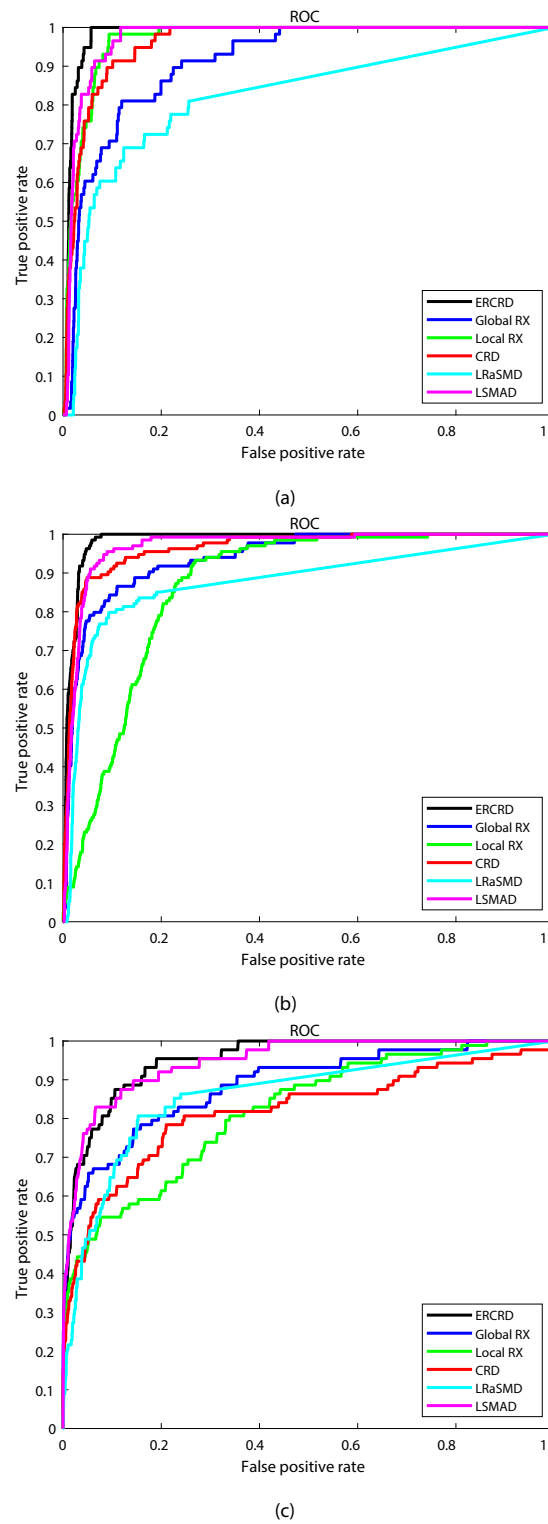 ROC
1
0.9
0.8
0.7
0.6
0.5
0.4
0.3
0.2
0.1
0
True positive rate
ERCRD
Global RX
Local RX
CRD
LRaSMD
LSMAD
0 0.2 0.4 0.6 0.8 1
False positive rate
(a)
ROC
1
0.9
0.8
0.7
0.6
0.5
0.4
0.3
0.2
0.1
0
True positive rate
ERCRD
Global RX
Local RX
CRD
LRaSMD
LSMAD
0 0.2 0.4 0.6 0.8 1
False positive rate
(b)
ROC
1
0.9
0.8
0.7
0.6
0.5
0.4
0.3
0.2
0.1
0
True positive rate
ERCRD
Global RX
Local RX
CRD
LRaSMD
LSMAD
0 0.2 0.4 0.6 0.8 1
False positive rate
(c)